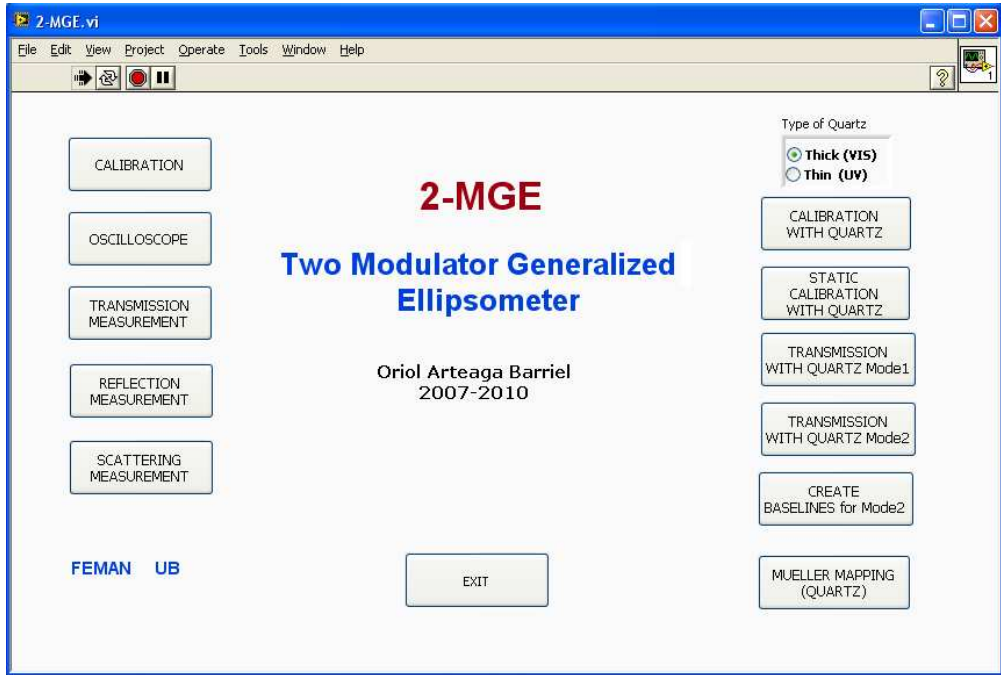 2-MGE.vi
File Edit View Project Operate Tools Window Help
1
CALIBRATION
OSCILLOSCOPE
TRANSMISSION
MEASUREMENT
REFLECTION
MEASUREMENT
SCATTERING
MEASUREMENT
FEMAN UB
2-MGE
Two Modulator Generalized
Ellipsometer
Oriol Arteaga Barriel
2007-2010
EXIT
Type of Quartz
Thick (VIS)
Thin (UV)
CALIBRATION
WITH QUARTZ
STATIC
CALIBRATION
WITH QUARTZ
TRANSMISSION
WITH QUARTZ Mode1
TRANSMISSION
WITH QUARTZ Mode2
CREATE
BASELINES for Mode2
MUELLER MAPPING
(QUARTZ)